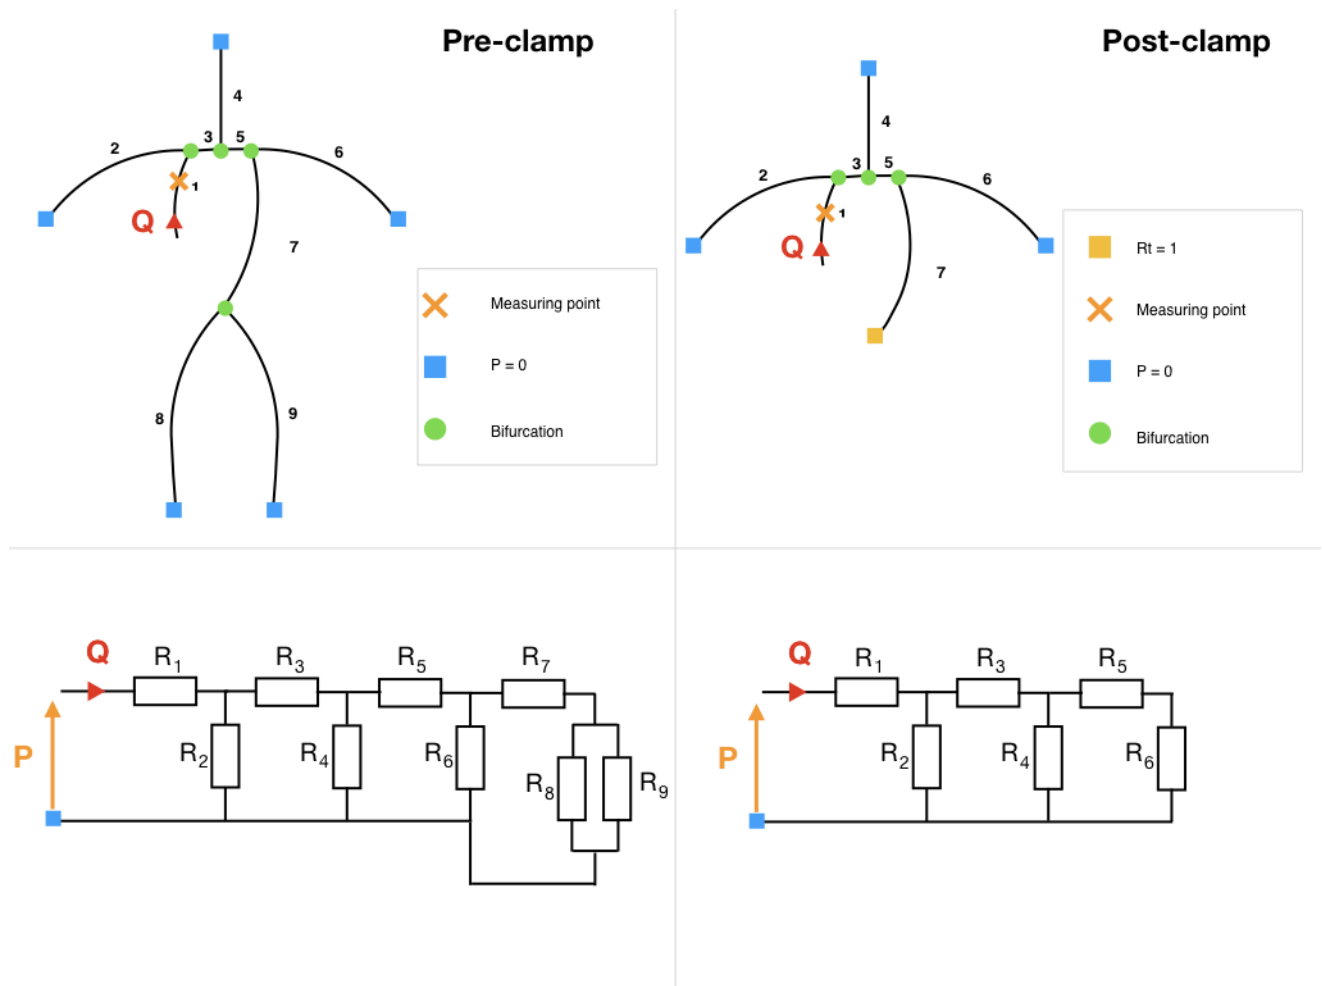 Pre-clamp
4
3 5
2
6
1
Q
7
8
9
Measuring point
P = 0
Bifurcation
Post-clamp
4
3 5
2
6
1
Q
7
Rt = 1
Measuring point
P = 0
Bifurcation
Q
R1 R3 R5 R7
P
R2 R4 R6
R8 R9
Q
R1 R3 R5
P
R2 R4 R6